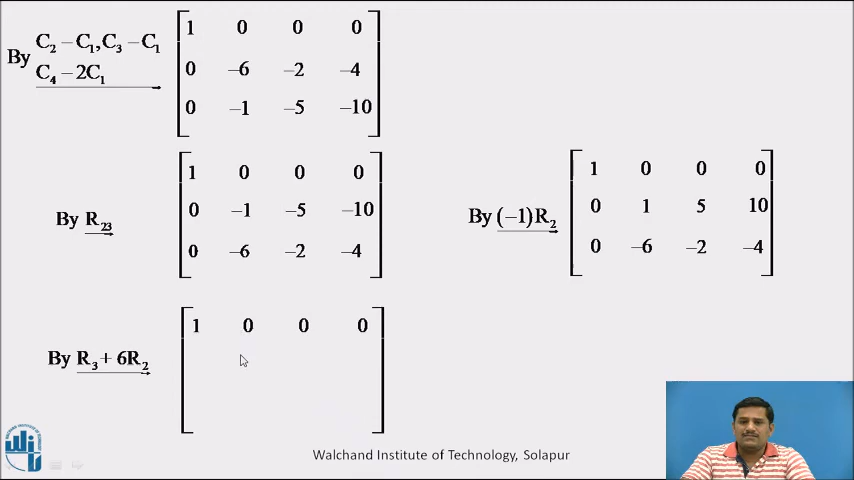 By C₂ – C₁, C₃ – C₁
C₄ – 2C₁
1 0 0 0
0 –6 –2 –4
0 –1 –5 –10
By R₂₃
1 0 0 0
0 –1 –5 –10
0 –6 –2 –4
By (–1)R₂
1 0 0 0
0 1 5 10
0 –6 –2 –4
By R₃ + 6R₂
1 0 0 0
Walchand Institute of Technology, Solapur